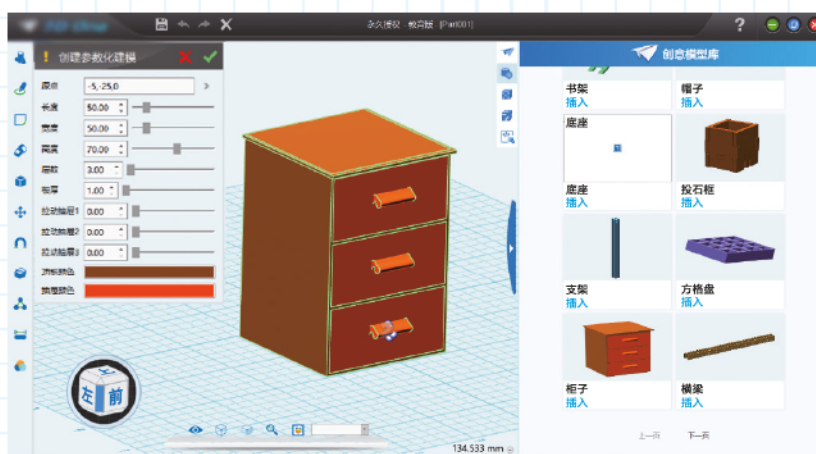 永久授权 教育版 [Part001]
?
创意模型库
! 创建参数化建模
原点 -5,-25,0
长度 50.00
宽度 50.00
高度 70.00
层数 3.00
板厚 1.00
拉动抽屉1 0.00
拉动抽屉2 0.00
拉动抽屉3 0.00
顶板颜色
抽屉颜色
上
左
前
134.533 mm
书架
插入
帽子
插入
底座
底座
插入
投石框
插入
支架
插入
方格盘
插入
柜子
插入
横梁
插入
上一页 下一页